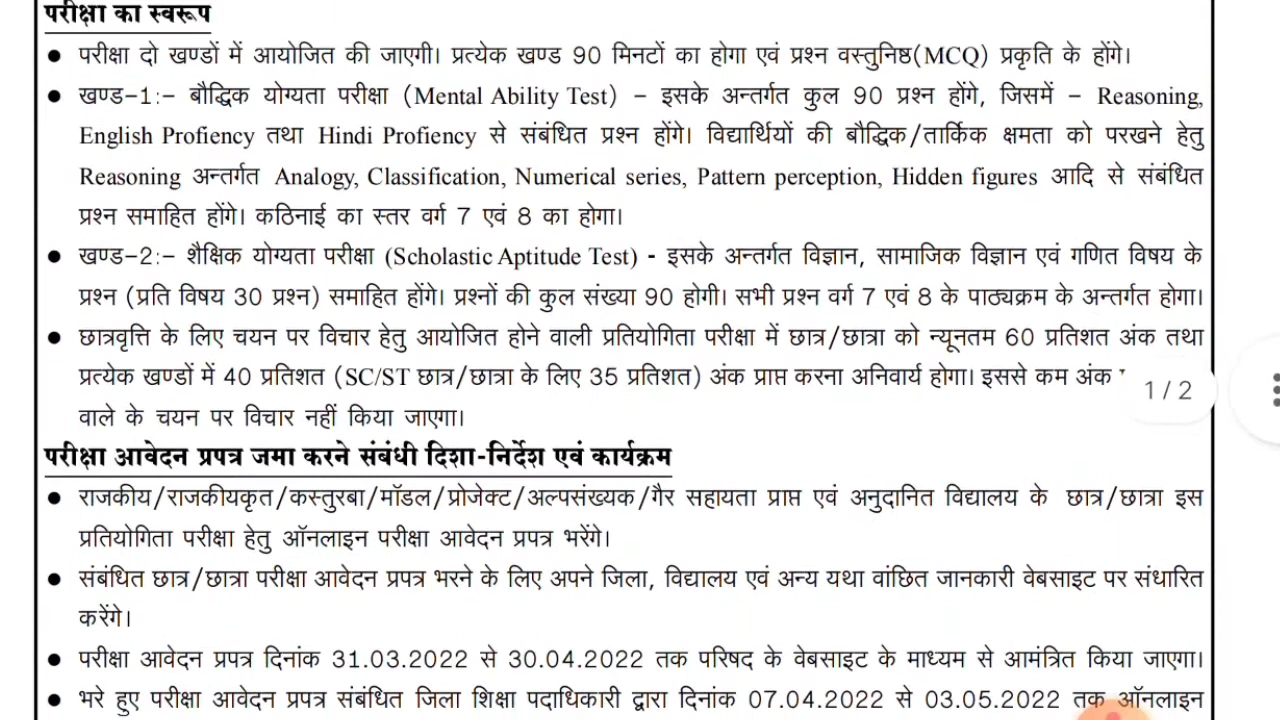 परीक्षा का स्वरूप
● परीक्षा दो खण्डों में आयोजित की जाएगी। प्रत्येक खण्ड 90 मिनटों का होगा एवं प्रश्न वस्तुनिष्ठ(MCQ) प्रकृति के होंगे।
● खण्ड-1:- बौद्धिक योग्यता परीक्षा (Mental Ability Test) - इसके अन्तर्गत कुल 90 प्रश्न होंगे, जिसमें - Reasoning,
English Profiency तथा Hindi Profiency से संबंधित प्रश्न होंगे। विद्यार्थियों की बौद्धिक/तार्किक क्षमता को परखने हेतु
Reasoning अन्तर्गत Analogy, Classification, Numerical series, Pattern perception, Hidden figures आदि से संबंधित
प्रश्न समाहित होंगे। कठिनाई का स्तर वर्ग 7 एवं 8 का होगा।
● खण्ड-2:- शैक्षिक योग्यता परीक्षा (Scholastic Aptitude Test) - इसके अन्तर्गत विज्ञान, सामाजिक विज्ञान एवं गणित विषय के
प्रश्न (प्रति विषय 30 प्रश्न) समाहित होंगे। प्रश्नों की कुल संख्या 90 होगी। सभी प्रश्न वर्ग 7 एवं 8 के पाठ्यक्रम के अन्तर्गत होगा।
● छात्रवृत्ति के लिए चयन पर विचार हेतु आयोजित होने वाली प्रतियोगिता परीक्षा में छात्र/छात्रा को न्यूनतम 60 प्रतिशत अंक तथा
प्रत्येक खण्डों में 40 प्रतिशत (SC/ST छात्र/छात्रा के लिए 35 प्रतिशत) अंक प्राप्त करना अनिवार्य होगा। इससे कम अंक
1/2
वाले के चयन पर विचार नहीं किया जाएगा।
परीक्षा आवेदन प्रपत्र जमा करने संबंधी दिशा-निर्देश एवं कार्यक्रम
● राजकीय/राजकीयकृत/कस्तुरबा/मॉडल/प्रोजेक्ट/अल्पसंख्यक/गैर सहायता प्राप्त एवं अनुदानित विद्यालय के छात्र/छात्रा इस
प्रतियोगिता परीक्षा हेतु ऑनलाइन परीक्षा आवेदन प्रपत्र भरेंगे।
● संबंधित छात्र/छात्रा परीक्षा आवेदन प्रपत्र भरने के लिए अपने जिला, विद्यालय एवं अन्य यथा वांछित जानकारी वेबसाइट पर संधारित
करेंगे।
● परीक्षा आवेदन प्रपत्र दिनांक 31.03.2022 से 30.04.2022 तक परिषद के वेबसाइट के माध्यम से आमंत्रित किया जाएगा।
● भरे हुए परीक्षा आवेदन प्रपत्र संबंधित जिला शिक्षा पदाधिकारी द्वारा दिनांक 07.04.2022 से 03.05.2022 तक ऑनलाइन